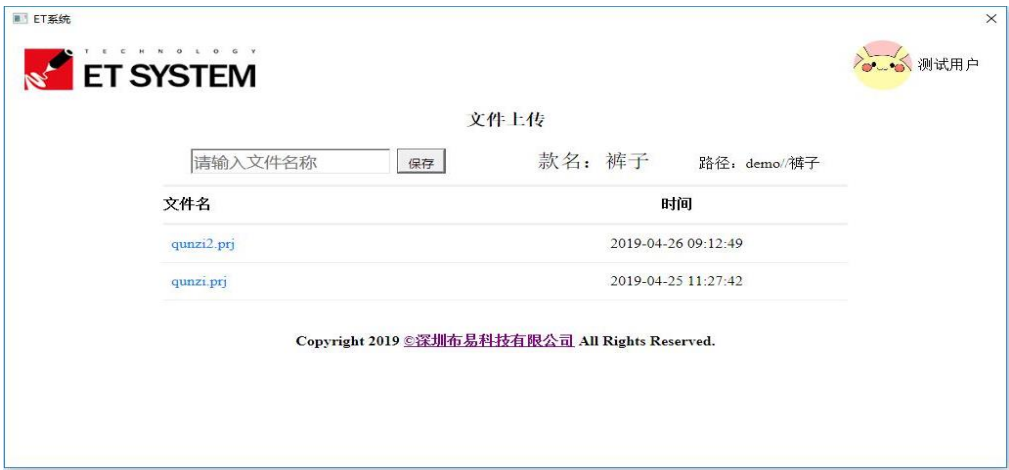 ET系统
TECHNOLOGY
ET SYSTEM
测试用户
文件上传
请输入文件名称 保存 款名：裤子 路径：demo//裤子
文件名 时间
qunzi2.prj 2019-04-26 09:12:49
qunzi.prj 2019-04-25 11:27:42
Copyright 2019 ©深圳布易科技有限公司 All Rights Reserved.